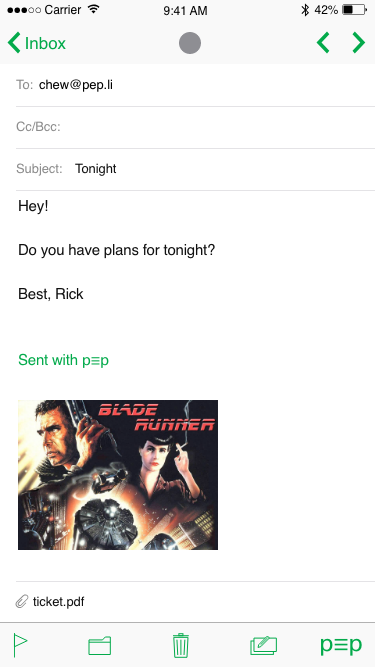 Carrier 9:41 AM 42%
Inbox
To: chew@pep.li
Cc/Bcc:
Subject: Tonight
Hey!
Do you have plans for tonight?
Best, Rick
Sent with p≡p
BLADE
RUNNER
ticket.pdf
p≡p